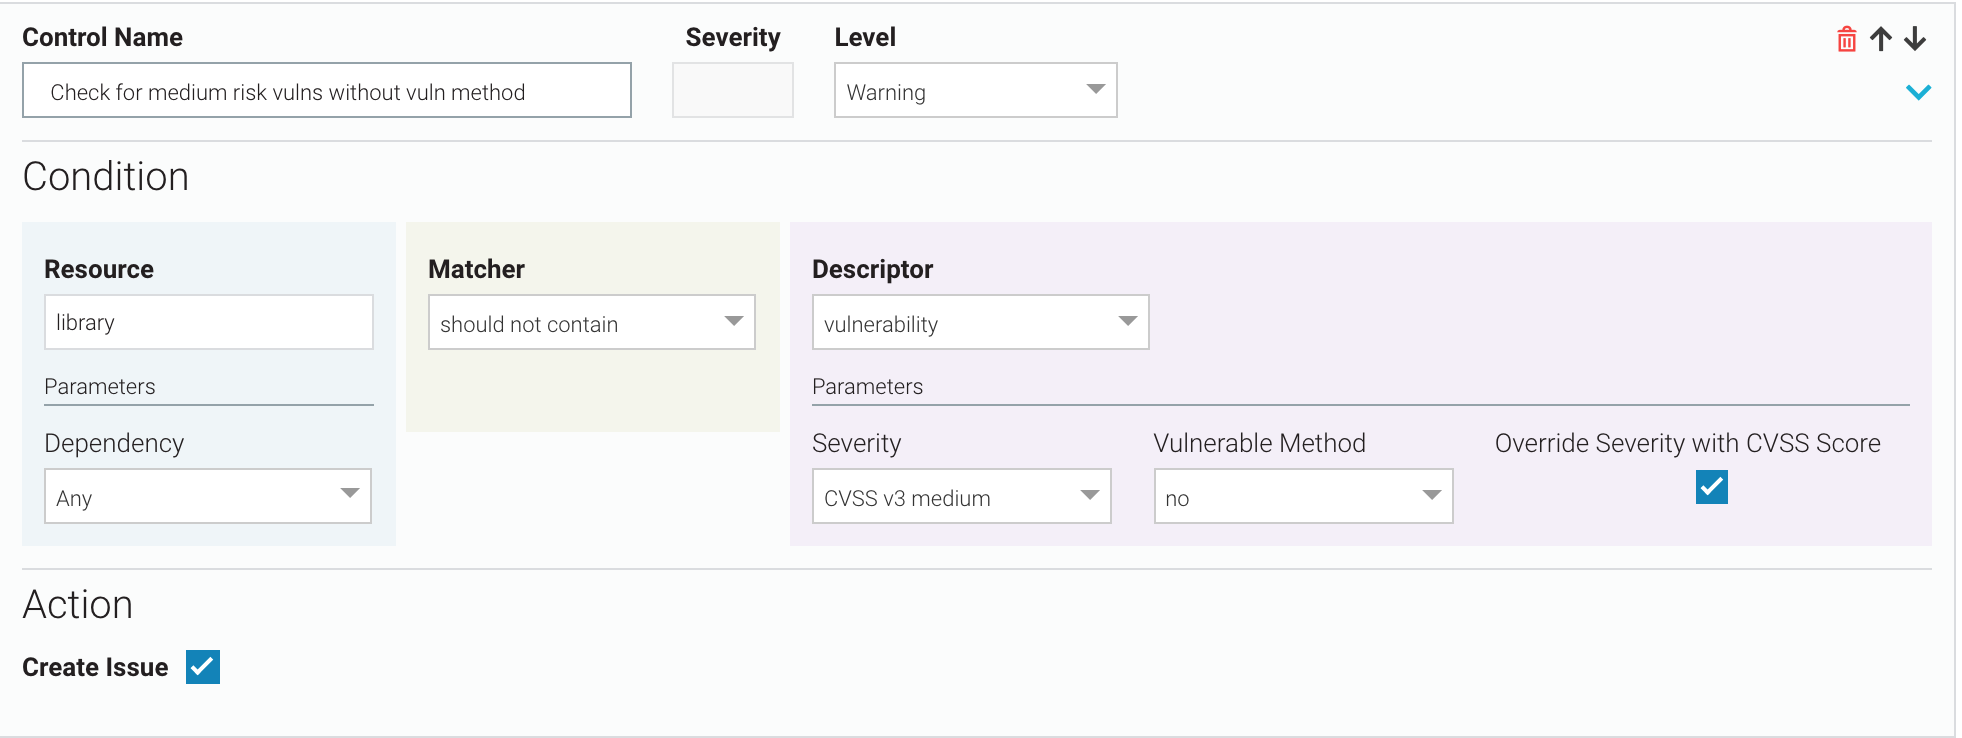 Control Name Severity Level
Check for medium risk vulns without vuln method Warning
Condition
Resource Matcher Descriptor
library should not contain vulnerability
Parameters Parameters
Dependency Severity Vulnerable Method Override Severity with CVSS Score
Any CVSS v3 medium no
Action
Create Issue